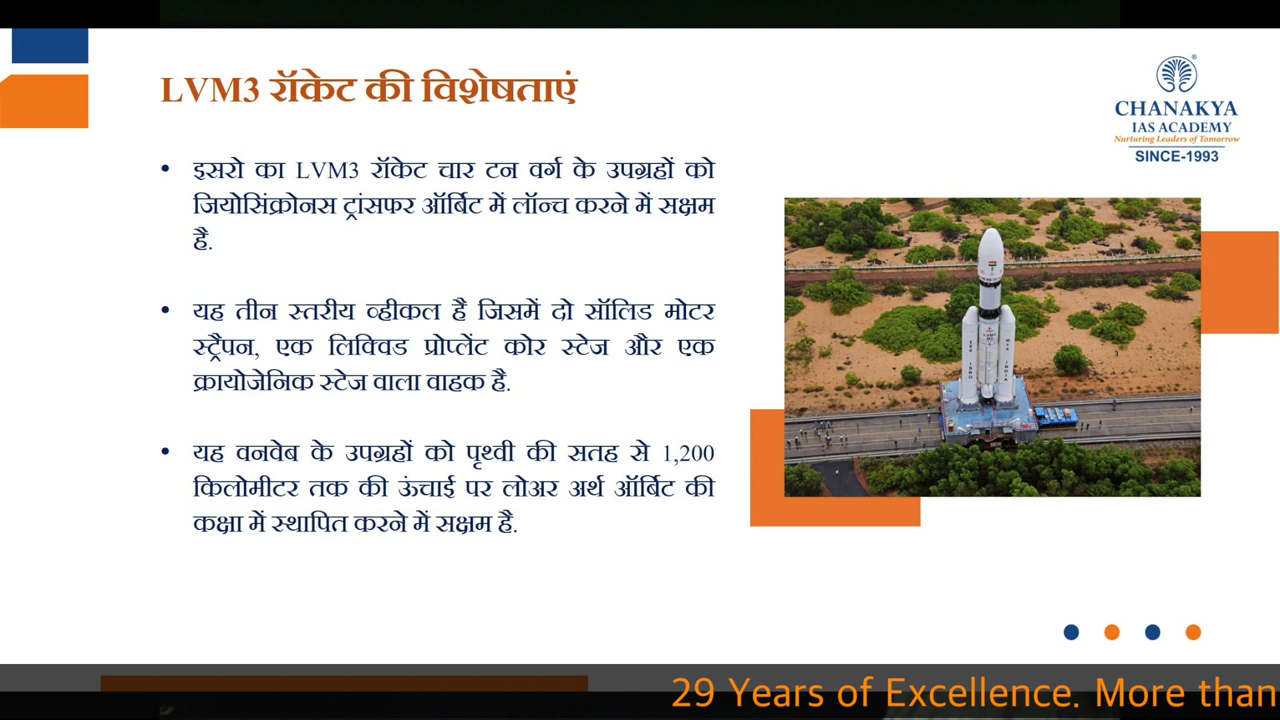 LVM3 रॉकेट की विशेषताएं
CHANAKYA
IAS ACADEMY
Nurturing Leaders of Tomorrow
SINCE-1993
• इसरो का LVM3 रॉकेट चार टन वर्ग के उपग्रहों को
जियोसिंक्रोनस ट्रांसफर ऑर्बिट में लॉन्च करने में सक्षम
है.
• यह तीन स्तरीय व्हीकल है जिसमें दो सॉलिड मोटर
स्ट्रैपन, एक लिक्विड प्रोप्लेंट कोर स्टेज और एक
क्रायोजेनिक स्टेज वाला वाहक है.
• यह वनवेब के उपग्रहों को पृथ्वी की सतह से 1,200
किलोमीटर तक की ऊंचाई पर लोअर अर्थ ऑर्बिट की
कक्षा में स्थापित करने में सक्षम है.
29 Years of Excellence. More than